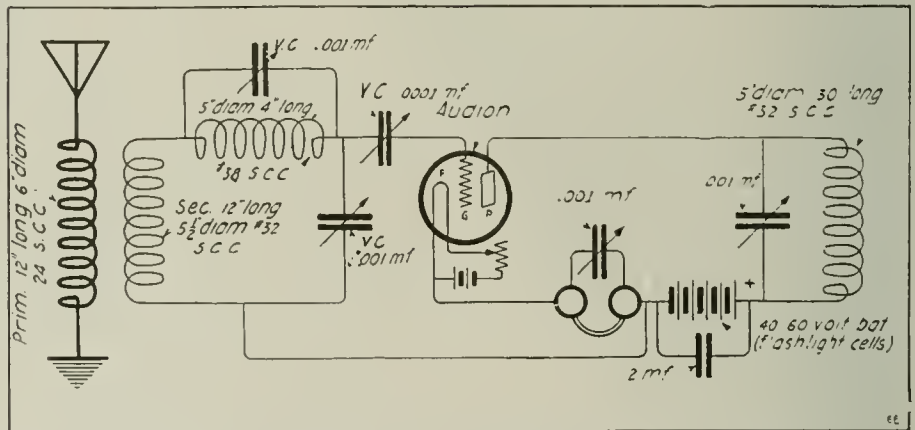 Prim. 12" long 6" diam
24 S.C.C.
V.C .001 mf
5" diam 4" long
#38 S C C
Sec. 12" long
5½" diam #32
S C C
VC .0001 mf
Audion
VC
.001 mf
F
G
P
.001 mf
5" diam 30 long
#32 S C C
.001 mf
+
40 60 volt bat
(flashlight cells)
2 mf